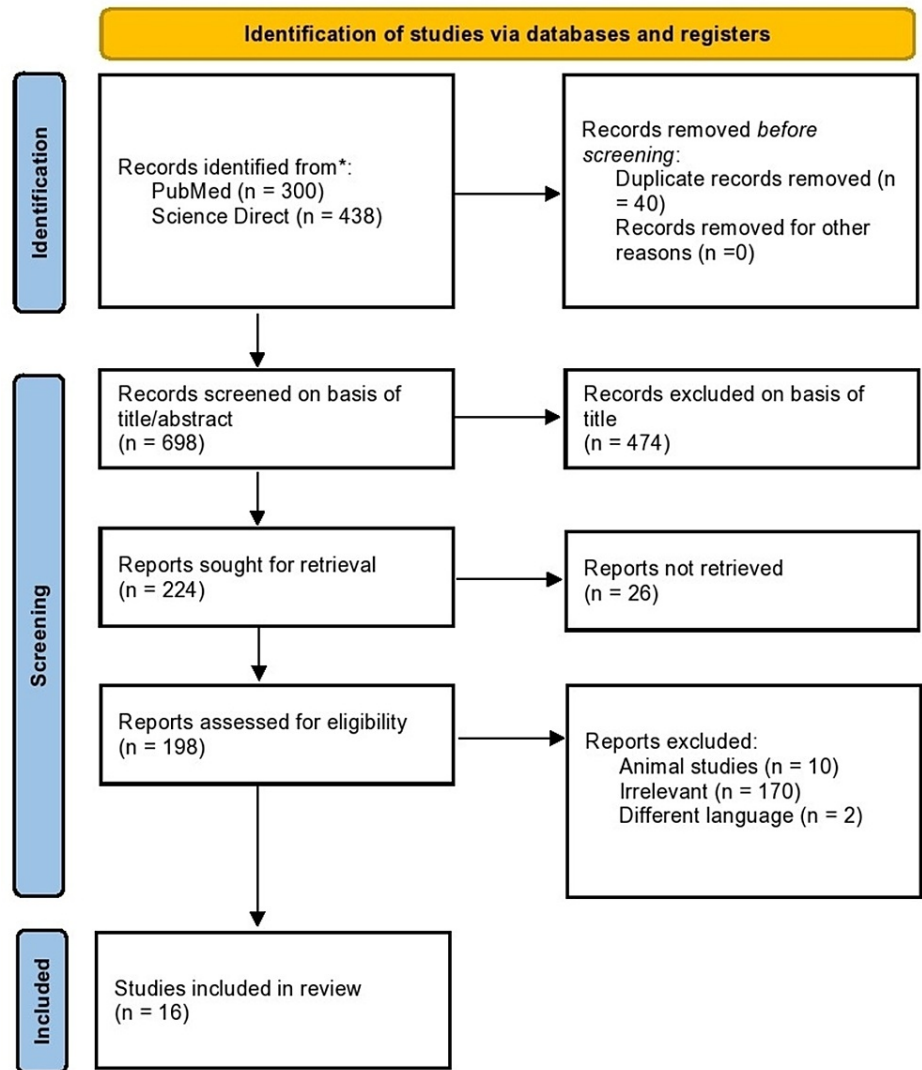 Identification of studies via databases and registers
Identification
Records identified from*:
PubMed (n = 300)
Science Direct (n = 438)
Records removed before
screening:
Duplicate records removed (n
= 40)
Records removed for other
reasons (n =0)
Screening
Records screened on basis of
title/abstract
(n = 698)
Records excluded on basis of
title
(n = 474)
Reports sought for retrieval
(n = 224)
Reports not retrieved
(n = 26)
Reports assessed for eligibility
(n = 198)
Reports excluded:
Animal studies (n = 10)
Irrelevant (n = 170)
Different language (n = 2)
Included
Studies included in review
(n = 16)